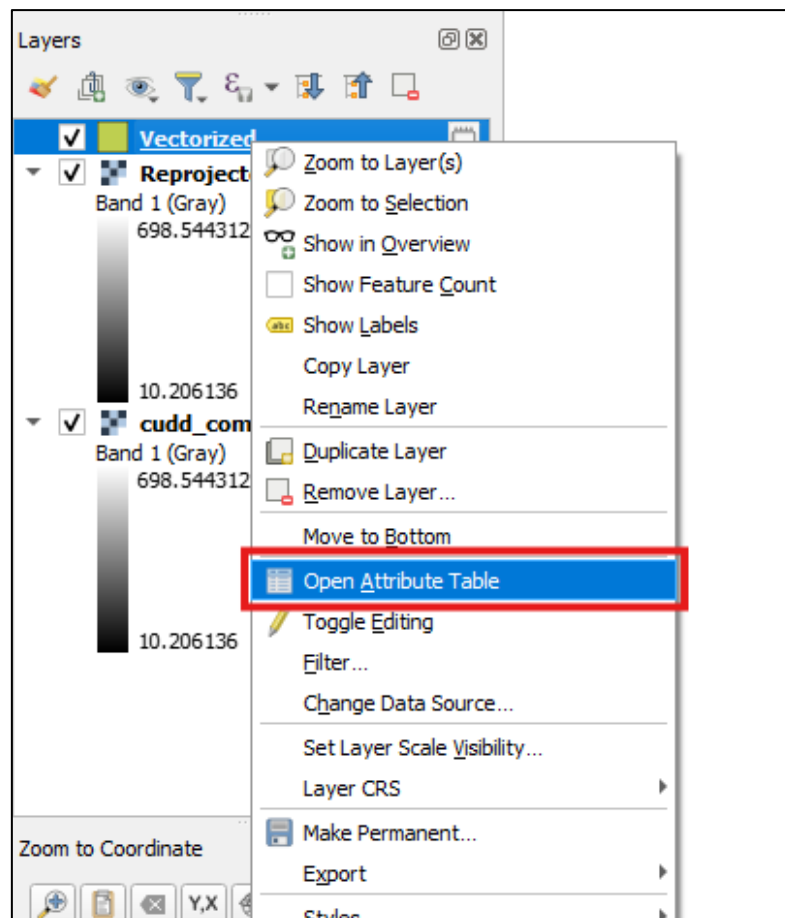 Layers
Vectorized
Reproject
Band 1 (Gray)
698.544312
10.206136
cudd_com
Band 1 (Gray)
698.544312
10.206136
Zoom to Layer(s)
Zoom to Selection
Show in Overview
Show Feature Count
abc Show Labels
Copy Layer
Rename Layer
Duplicate Layer
Remove Layer...
Move to Bottom
Open Attribute Table
Toggle Editing
Filter...
Change Data Source...
Set Layer Scale Visibility...
Layer CRS
Make Permanent...
Export
Styles
Zoom to Coordinate
Y,X